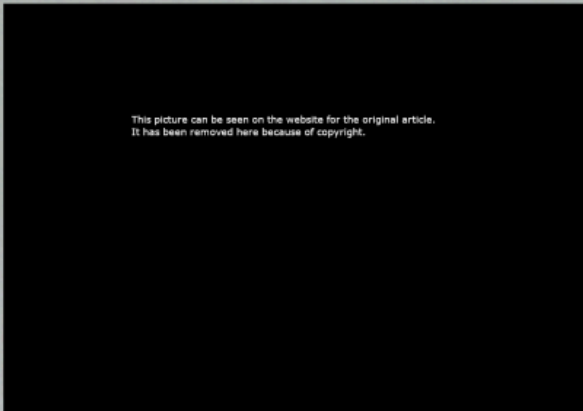 This picture can be seen on the website for the original article.
It has been removed here because of copyright.